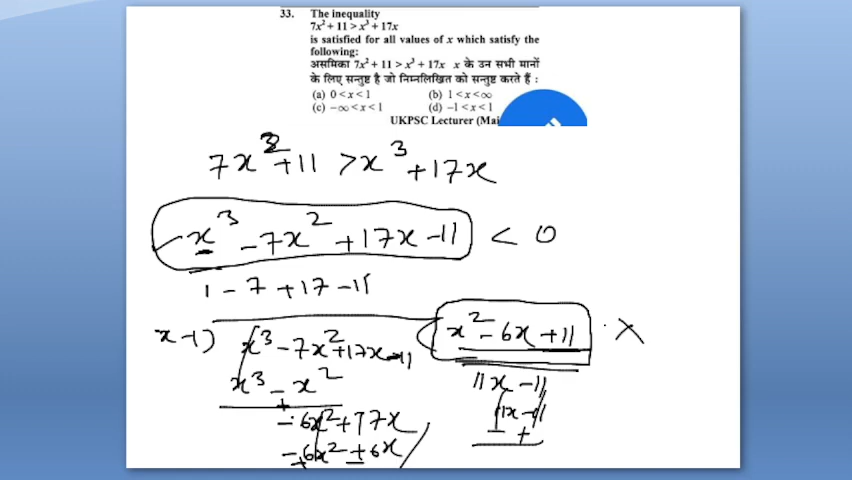 33. The inequality
7x² + 11 > x³ + 17x
is satisfied for all values of x which satisfy the
following:
असमिका 7x² + 11 > x³ + 17x x के उन सभी मानों
के लिए सन्तुष्ट है जो निम्नलिखित को सन्तुष्ट करते हैं :
(a) 0 < x < 1 (b) 1 < x < ∞
(c) −∞ < x < 1 (d) −1 < x < 1
UKPSC Lecturer (Mai
7x² + 11 > x³ + 17x
x³ − 7x² + 17x − 11 < 0
1 − 7 + 17 − 11
x − 1) x³ − 7x² + 17x − 11 (x² − 6x + 11
x³ − x²
− 6x² + 17x
− 6x² + 6x
11x − 11
11x − 11